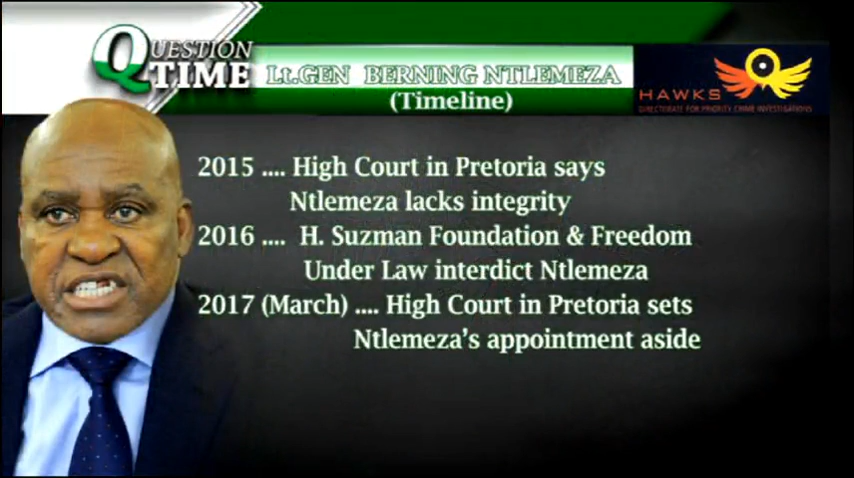 QUESTION
TIME
Lt.GEN BERNING NTLEMEZA
(Timeline)
HAWKS
DIRECTORATE FOR PRIORITY CRIME INVESTIGATIONS
2015 .... High Court in Pretoria says
Ntlemeza lacks integrity
2016 .... H. Suzman Foundation & Freedom
Under Law interdict Ntlemeza
2017 (March) .... High Court in Pretoria sets
Ntlemeza's appointment aside